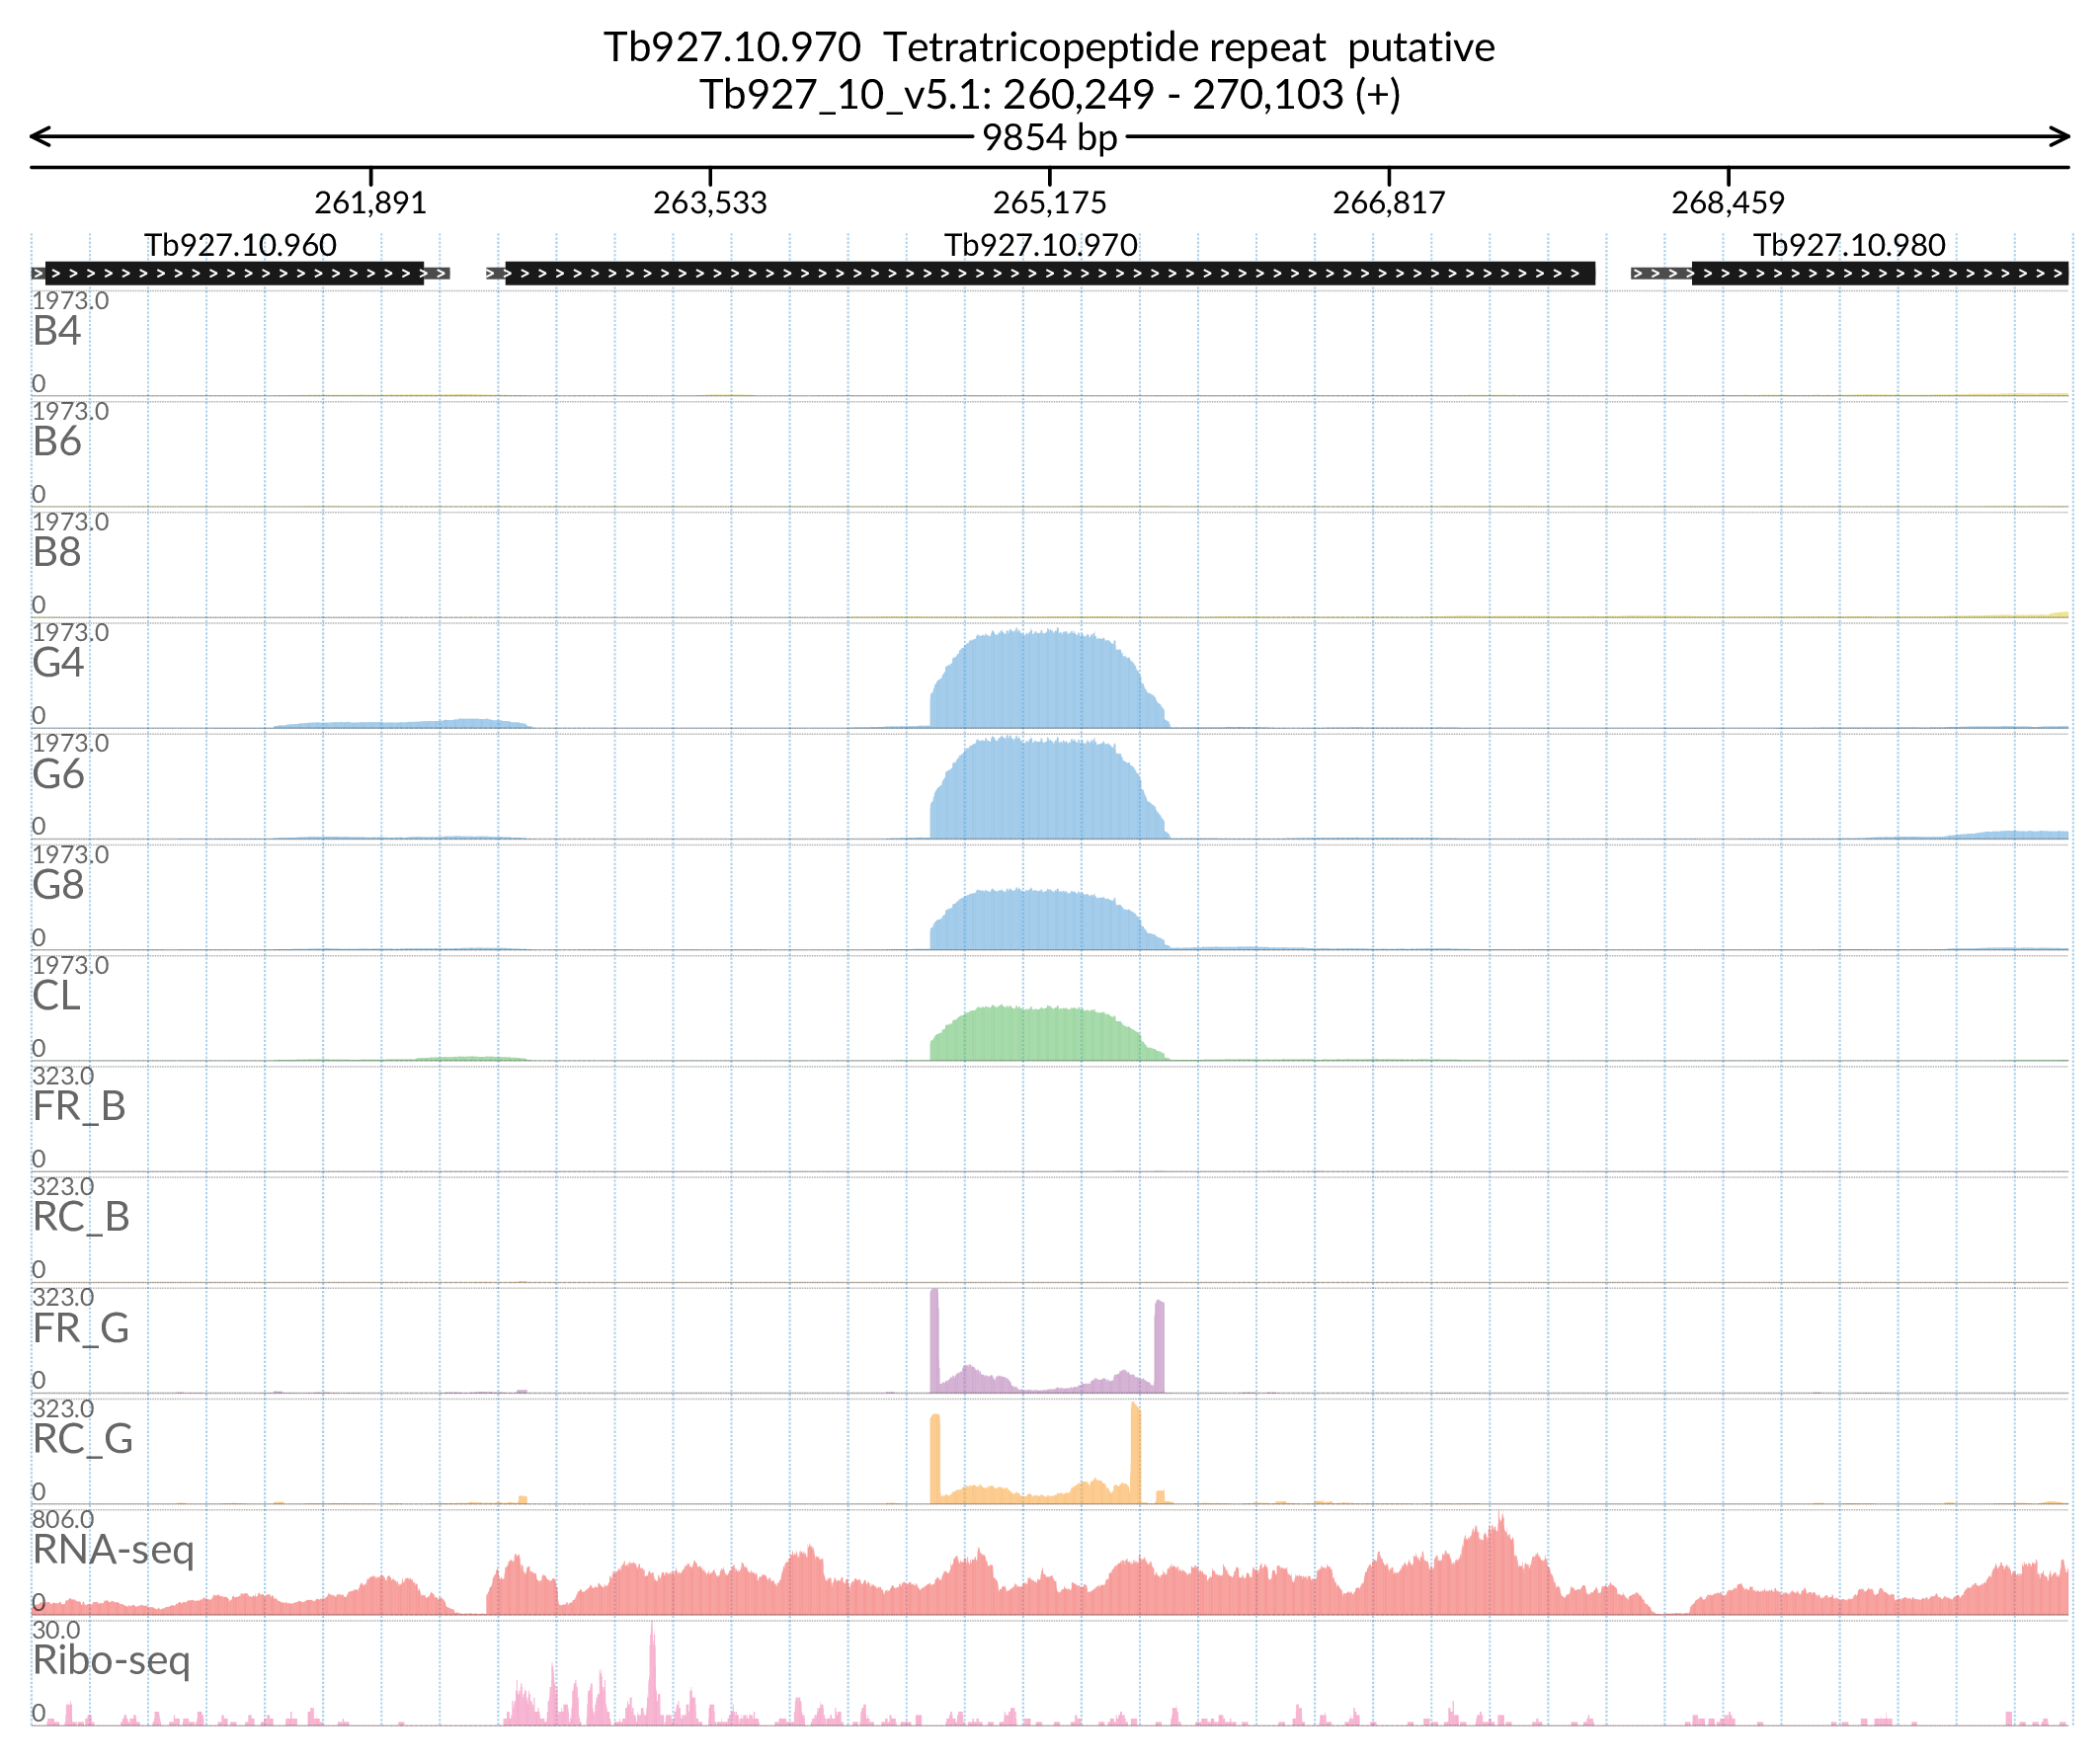 Tb927.10.970  Tetratricopeptide repeat  putative
Tb927_10_v5.1: 260,249 - 270,103 (+)
9854 bp
261,891 263,533 265,175 266,817 268,459
Tb927.10.960 Tb927.10.970 Tb927.10.980
1973.0
B4
0
1973.0
B6
0
1973.0
B8
0
1973.0
G4
0
1973.0
G6
0
1973.0
G8
0
1973.0
CL
0
323.0
FR_B
0
323.0
RC_B
0
323.0
FR_G
0
323.0
RC_G
0
806.0
RNA-seq
0
30.0
Ribo-seq
0